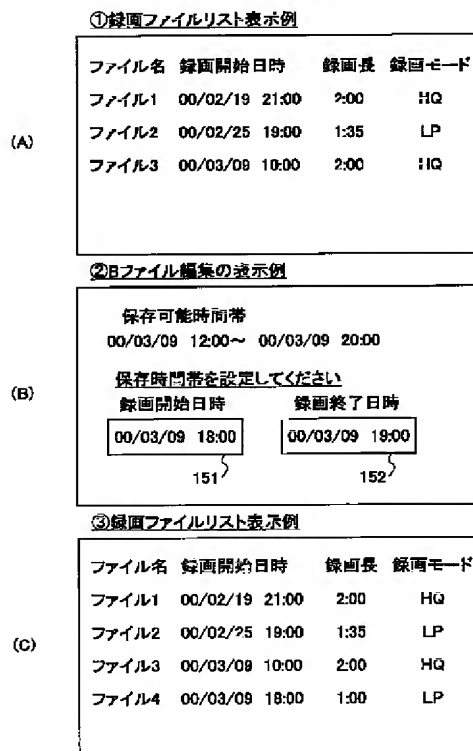 ①録画ファイルリスト表示例
ファイル名 録画開始日時 録画長 録画モード
ファイル1 00/02/19 21:00 2:00 HQ
ファイル2 00/02/25 19:00 1:35 LP
ファイル3 00/03/09 10:00 2:00 HQ
(A)
②Bファイル編集の表示例
保存可能時間帯
00/03/09 12:00～ 00/03/09 20:00
保存時間帯を設定してください
録画開始日時 録画終了日時
00/03/09 18:00 00/03/09 19:00
151 152
(B)
③録画ファイルリスト表示例
ファイル名 録画開始日時 録画長 録画モード
ファイル1 00/02/19 21:00 2:00 HQ
ファイル2 00/02/25 19:00 1:35 LP
ファイル3 00/03/09 10:00 2:00 HQ
ファイル4 00/03/09 18:00 1:00 LP
(C)